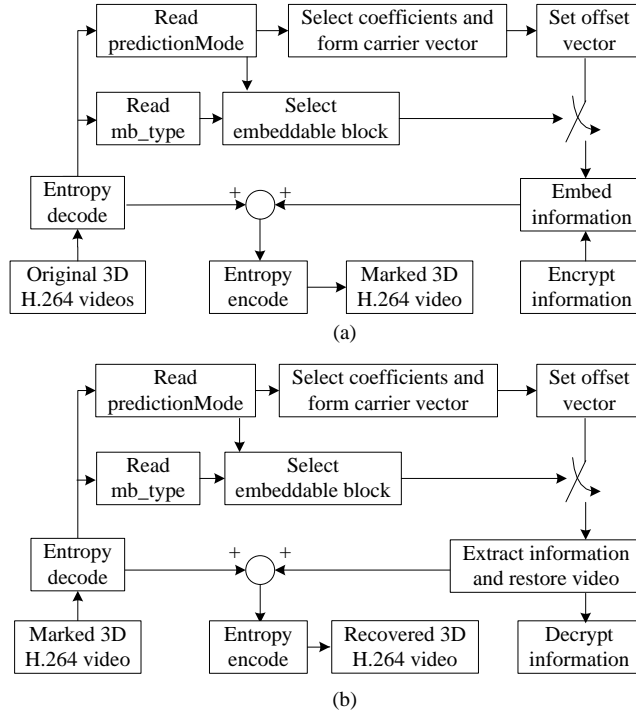 Read
predictionMode
Select coefficients and
form carrier vector
Set offset
vector
Read
mb_type
Select
embeddable block
Entropy
decode
+
+
Embed
information
Original 3D
H.264 videos
Entropy
encode
Marked 3D
H.264 video
Encrypt
information
(a)
Read
predictionMode
Select coefficients and
form carrier vector
Set offset
vector
Read
mb_type
Select
embeddable block
Entropy
decode
+
+
Extract information
and restore video
Marked 3D
H.264 video
Entropy
encode
Recovered 3D
H.264 video
Decrypt
information
(b)